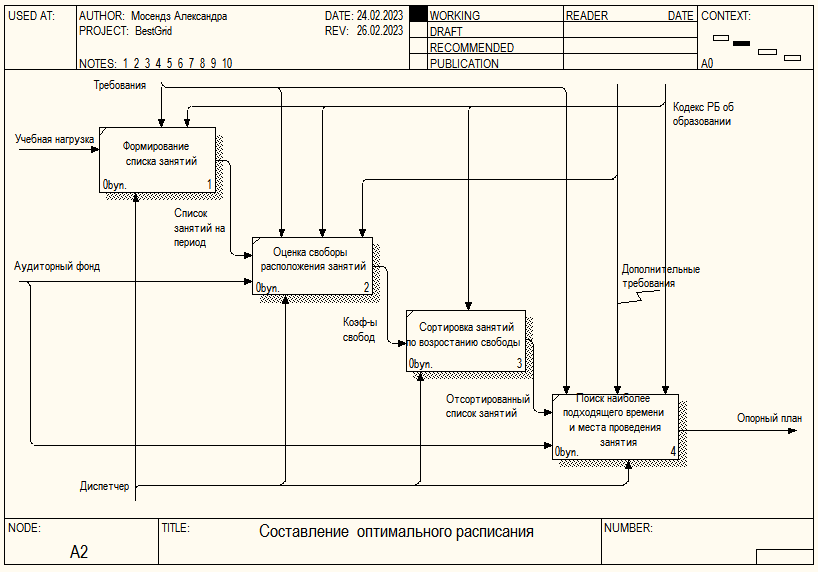 USED AT:
AUTHOR: Мосендз Александра
DATE: 24.02.2023
PROJECT: BestGrid
REV: 26.02.2023
NOTES: 1 2 3 4 5 6 7 8 9 10
WORKING
DRAFT
RECOMMENDED
PUBLICATION
READER
DATE
CONTEXT:
A0
Требования
Кодекс РБ об
образовании
Учебная нагрузка
Формирование
списка занятий
0byn.
1
Список
занятий на
период
Аудиторный фонд
Оценка своборы
расположения занятий
0byn.
2
Дополнительные
требования
Коэф-ы
свобод
Сортировка занятий
по возростанию свободы
0byn.
3
Отсортированный
список занятий
Поиск наиболее
подходящего времени
и места проведения
занятия
0byn.
4
Опорный план
Диспетчер
NODE:
A2
TITLE:
Составление оптимального расписания
NUMBER: